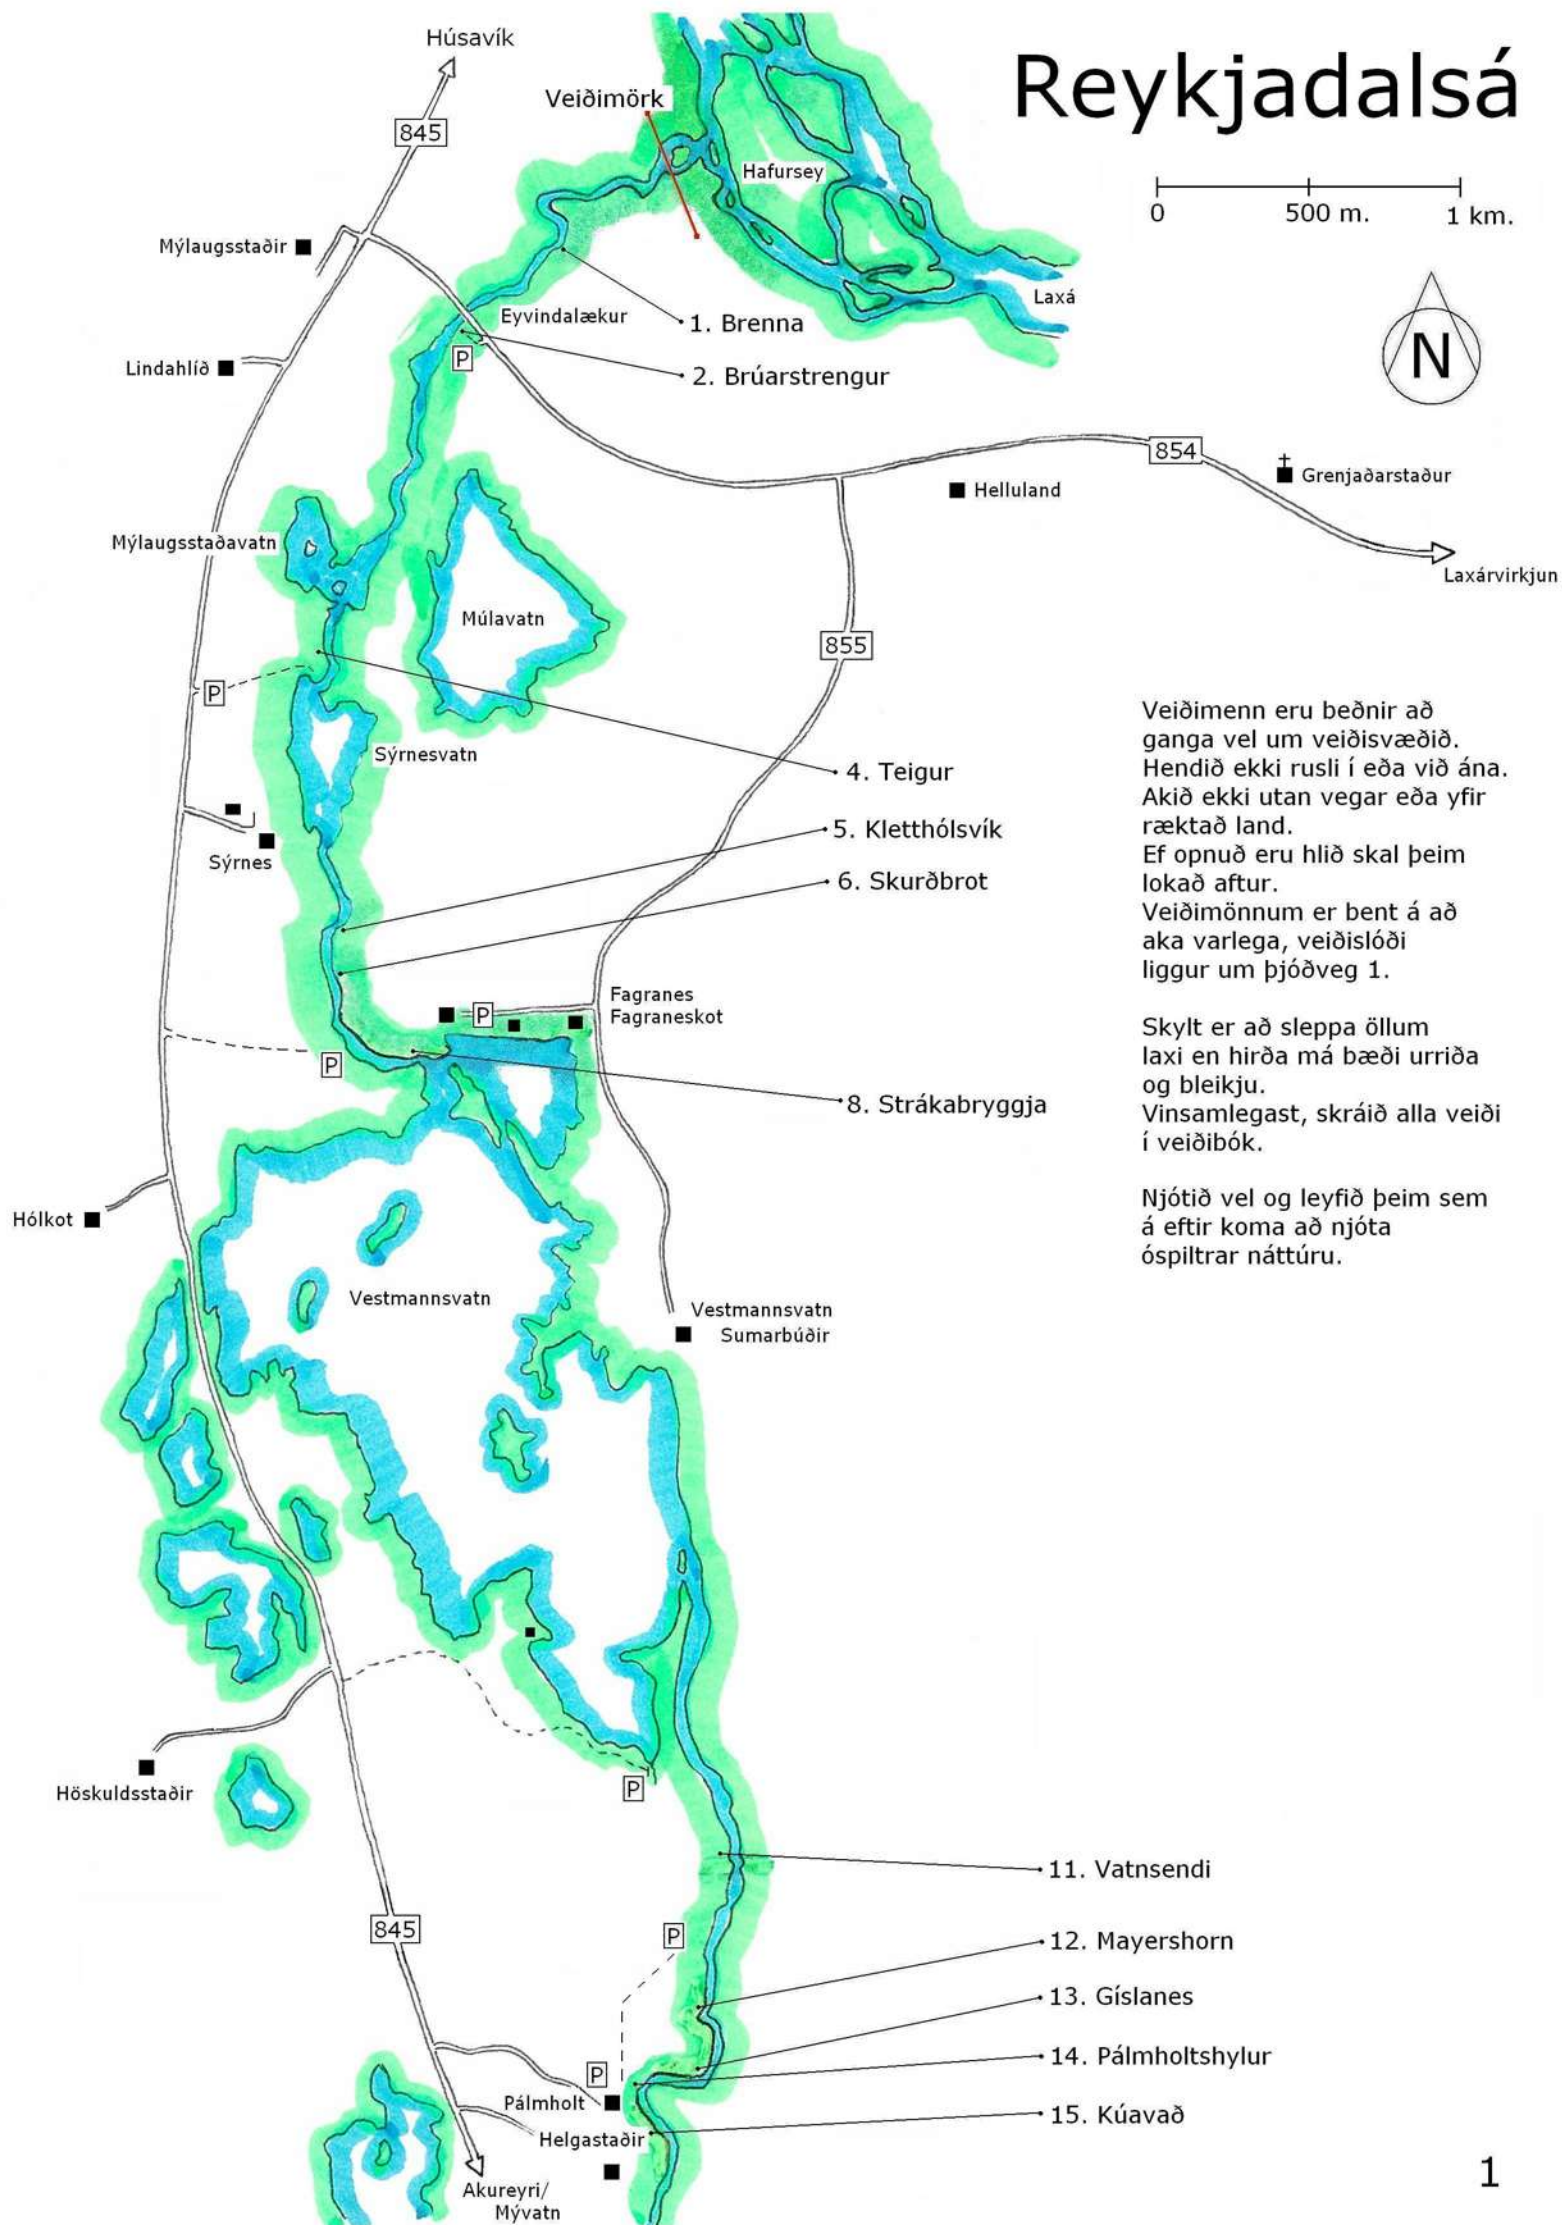 Reykjadalsá
0 500 m. 1 km.
N
Húsavík
845
Veiðimörk
Hafursey
Mýlaugsstaðir
Laxá
Eyvindalækur
1. Brenna
P
2. Brúarstrengur
Lindahlíð
854
Grenjaðarstaður
Helluland
Mýlaugsstaðavatn
Laxárvirkjun
Múlavatn
855
P
Sýrnesvatn
4. Teigur
5. Kletthólsvík
Sýrnes
6. Skurðbrot
Veiðimenn eru beðnir að
ganga vel um veiðisvæðið.
Hendið ekki rusli í eða við ána.
Akið ekki utan vegar eða yfir
ræktað land.
Ef opnuð eru hlið skal þeim
lokað aftur.
Veiðimönnum er bent á að
aka varlega, veiðislóði
liggur um þjóðveg 1.
Skylt er að sleppa öllum
laxi en hirða má bæði urriða
og bleikju.
Vinsamlegast, skráið alla veiði
í veiðibók.
Njótið vel og leyfið þeim sem
á eftir koma að njóta
óspiltrar náttúru.
Fagranes
Fagraneskot
P
P
8. Strákabryggja
Hólkot
Vestmannsvatn
Vestmannsvatn
Sumarbúðir
Höskuldsstaðir
P
11. Vatnsendi
845
P
12. Mayershorn
13. Gíslanes
14. Pálmholtshylur
P
Pálmholt
15. Kúavað
Helgastaðir
Akureyri/
Mývatn
1